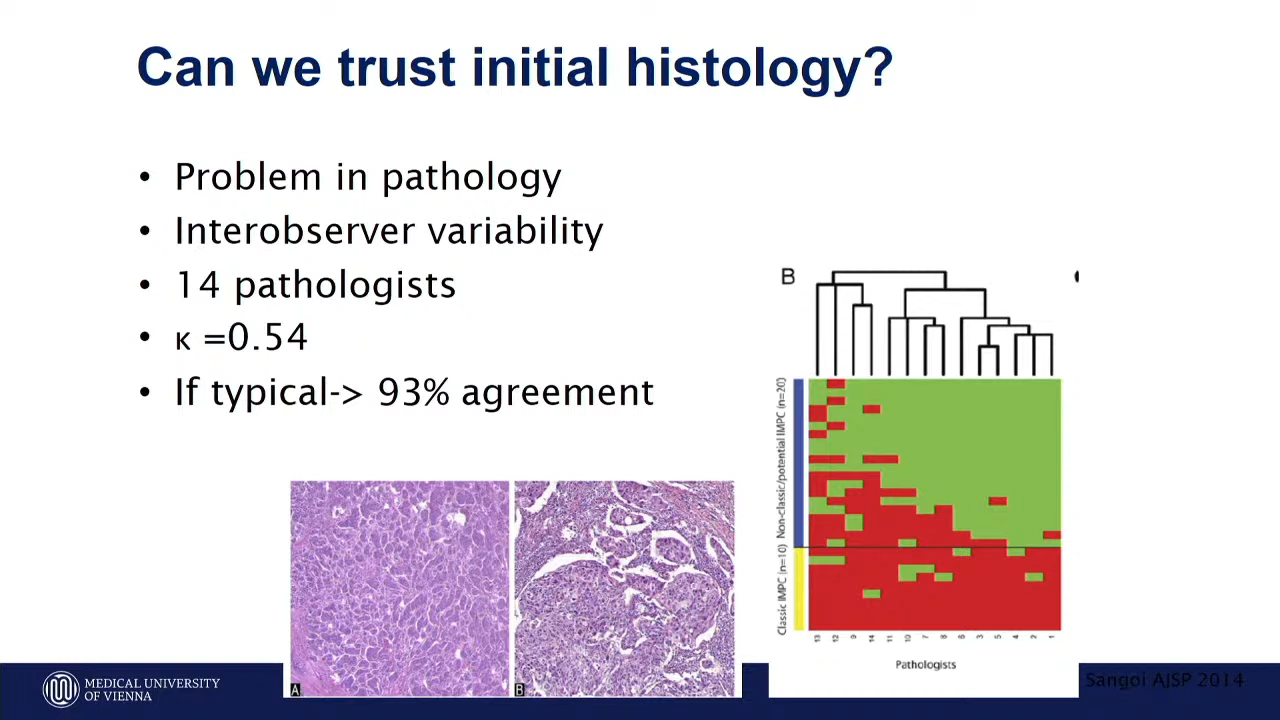 Can we trust initial histology?
• Problem in pathology
• Interobserver variability
• 14 pathologists
• κ =0.54
• If typical-> 93% agreement
B
Non-classic/potential IMPC (n=20)
Classic IMPC (n=10)
13 12 9 14 11 10 7 8 6 3 5 4 2 1
Pathologists
A
B
MEDICAL UNIVERSITY
OF VIENNA
Sangoi AJSP 2014